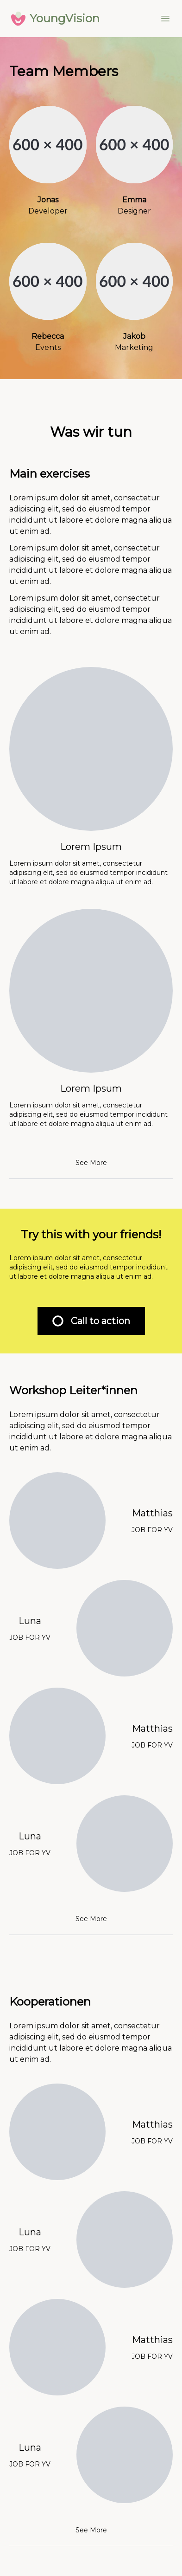 YoungVision
Team Members
600 × 400
600 × 400
Jonas
Developer
Emma
Designer
600 × 400
600 × 400
Rebecca
Events
Jakob
Marketing
Was wir tun
Main exercises
Lorem ipsum dolor sit amet, consectetur
adipiscing elit, sed do eiusmod tempor
incididunt ut labore et dolore magna aliqua
ut enim ad.
Lorem ipsum dolor sit amet, consectetur
adipiscing elit, sed do eiusmod tempor
incididunt ut labore et dolore magna aliqua
ut enim ad.
Lorem ipsum dolor sit amet, consectetur
adipiscing elit, sed do eiusmod tempor
incididunt ut labore et dolore magna aliqua
ut enim ad.
Lorem Ipsum
Lorem ipsum dolor sit amet, consectetur
adipiscing elit, sed do eiusmod tempor incididunt
ut labore et dolore magna aliqua ut enim ad.
Lorem Ipsum
Lorem ipsum dolor sit amet, consectetur
adipiscing elit, sed do eiusmod tempor incididunt
ut labore et dolore magna aliqua ut enim ad.
See More
Try this with your friends!
Lorem ipsum dolor sit amet, consectetur
adipiscing elit, sed do eiusmod tempor incididunt
ut labore et dolore magna aliqua ut enim ad.
Call to action
Workshop Leiter*innen
Lorem ipsum dolor sit amet, consectetur
adipiscing elit, sed do eiusmod tempor
incididunt ut labore et dolore magna aliqua
ut enim ad.
Matthias
JOB FOR YV
Luna
JOB FOR YV
Matthias
JOB FOR YV
Luna
JOB FOR YV
See More
Kooperationen
Lorem ipsum dolor sit amet, consectetur
adipiscing elit, sed do eiusmod tempor
incididunt ut labore et dolore magna aliqua
ut enim ad.
Matthias
JOB FOR YV
Luna
JOB FOR YV
Matthias
JOB FOR YV
Luna
JOB FOR YV
See More